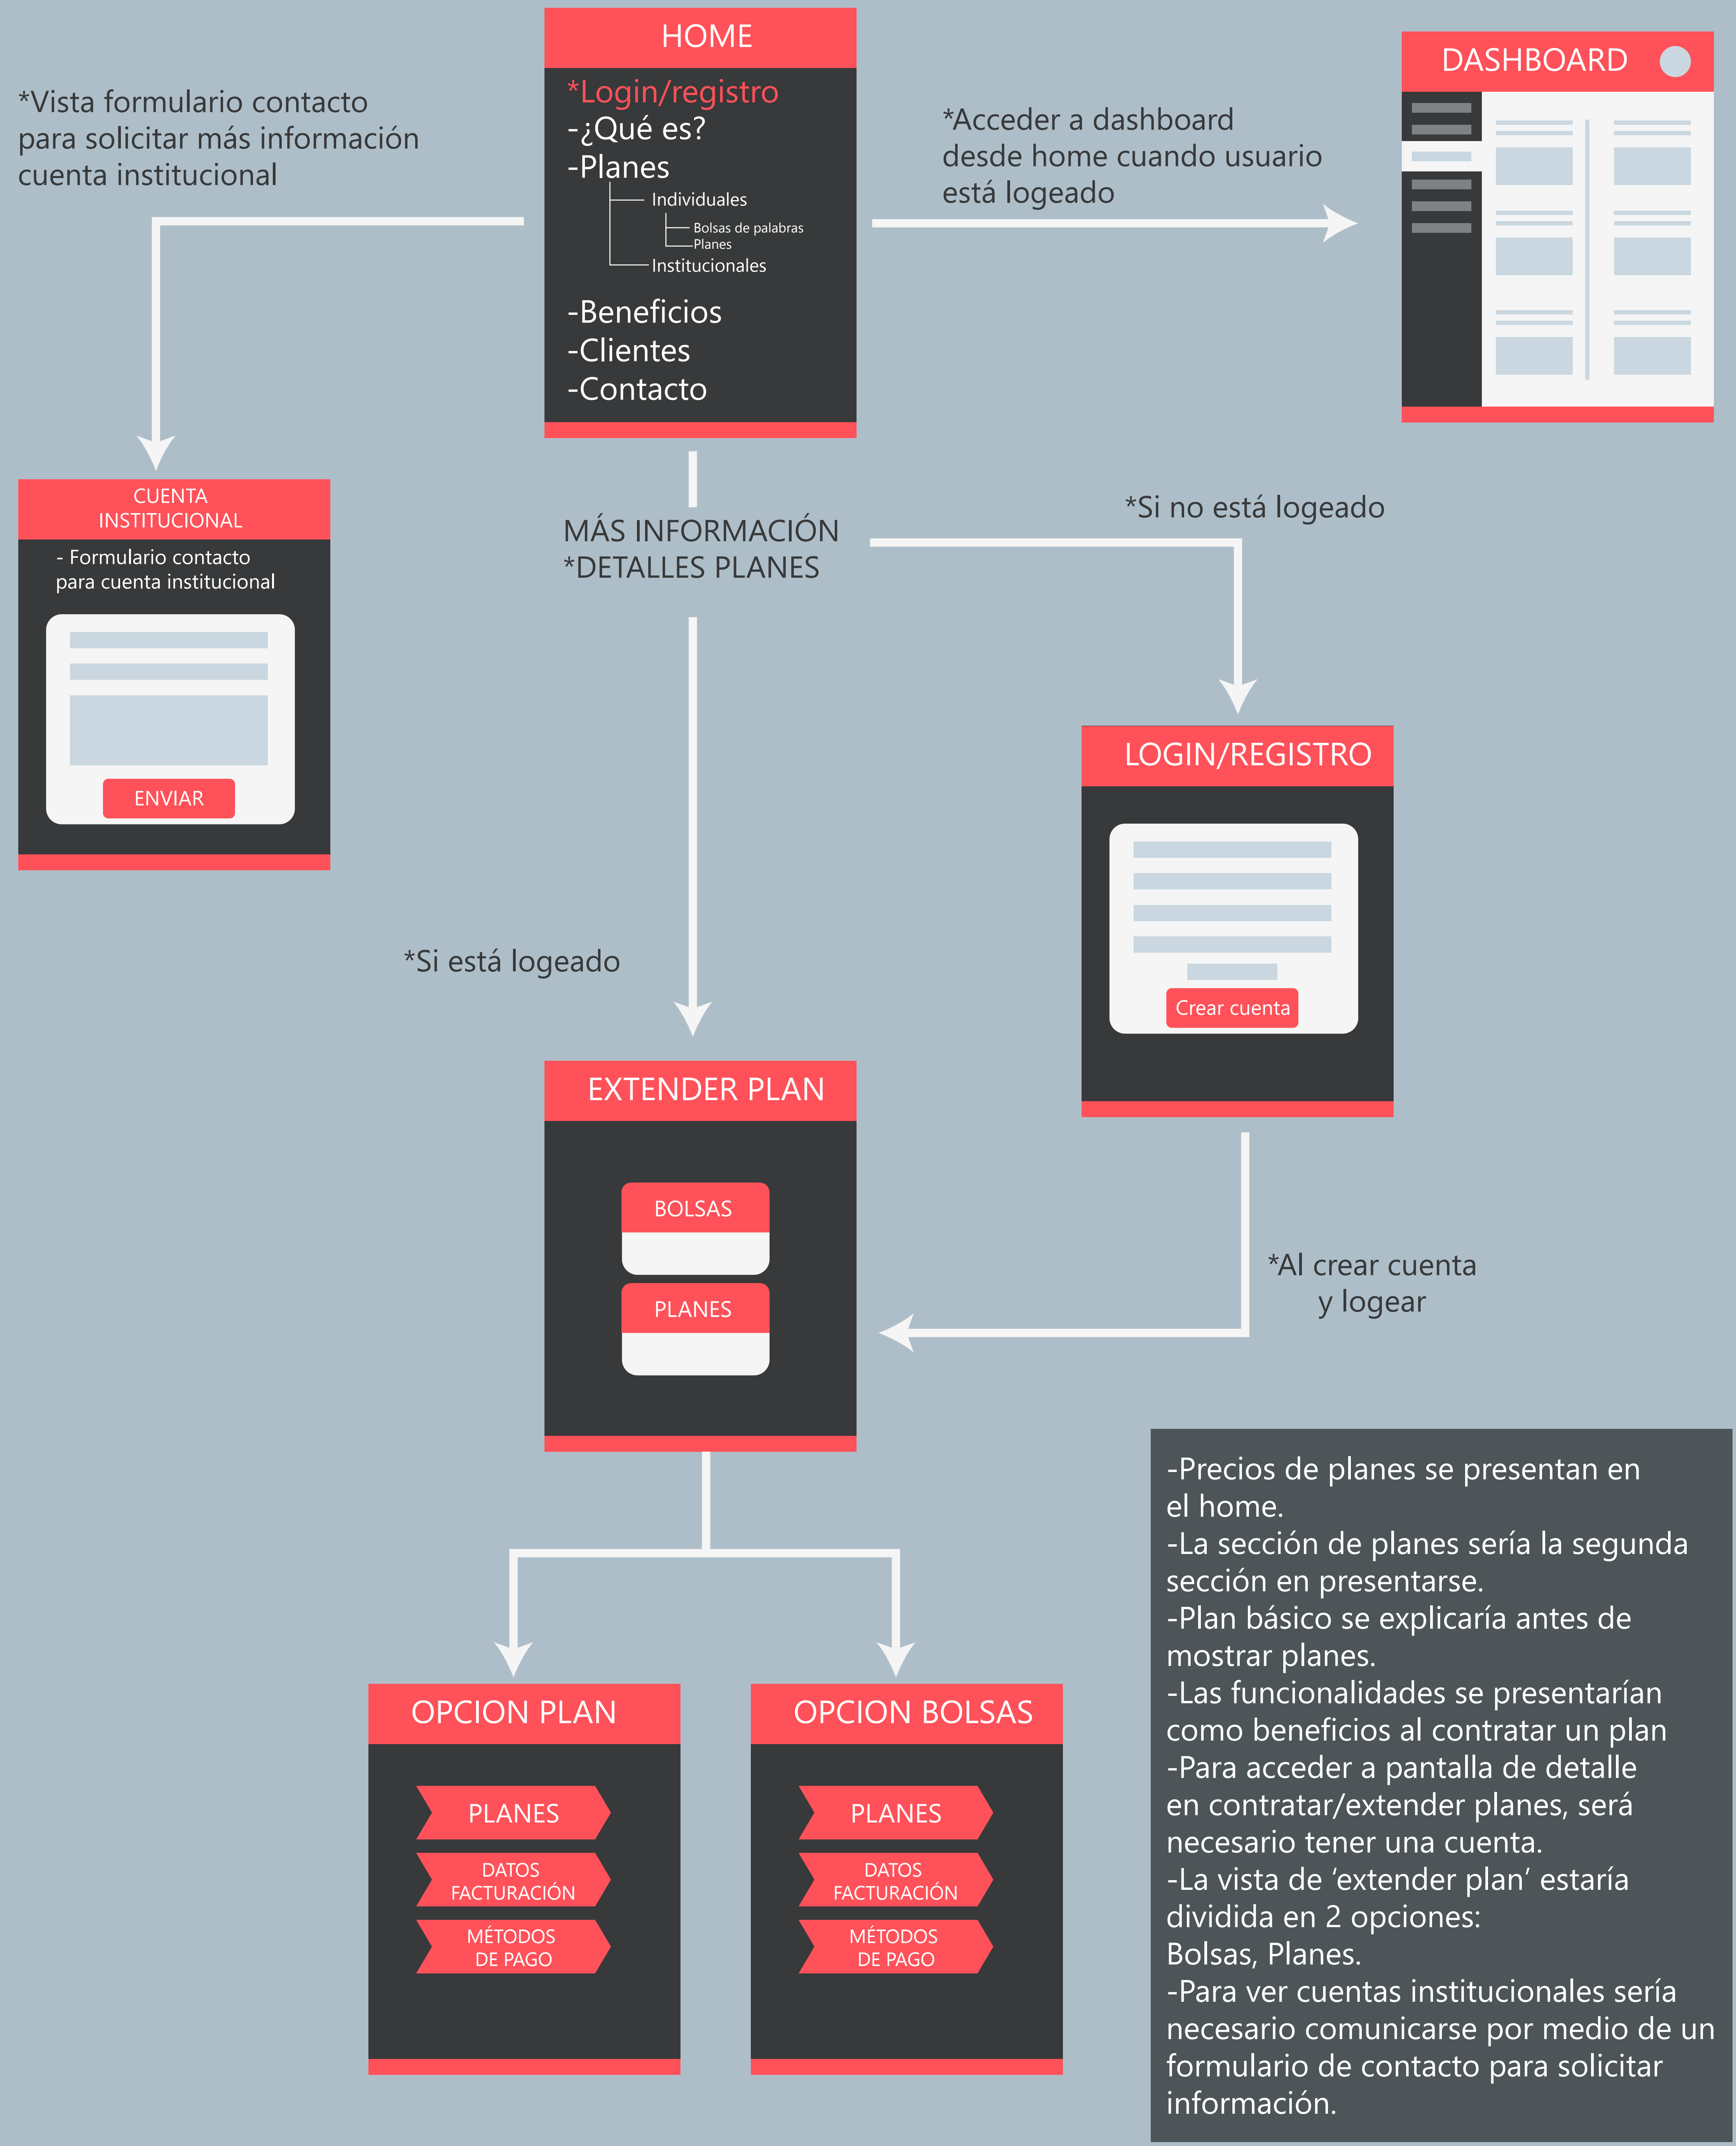 HOME
*Login/registro
-¿Qué es?
-Planes
Individuales
Bolsas de palabras
Planes
Institucionales
-Beneficios
-Clientes
-Contacto
*Vista formulario contacto
para solicitar más información
cuenta institucional
*Acceder a dashboard
desde home cuando usuario
está logeado
DASHBOARD
CUENTA
INSTITUCIONAL
- Formulario contacto
para cuenta institucional
ENVIAR
MÁS INFORMACIÓN
*DETALLES PLANES
*Si no está logeado
LOGIN/REGISTRO
Crear cuenta
*Si está logeado
EXTENDER PLAN
BOLSAS
PLANES
*Al crear cuenta
y logear
OPCION PLAN
PLANES
DATOS
FACTURACIÓN
MÉTODOS
DE PAGO
OPCION BOLSAS
PLANES
DATOS
FACTURACIÓN
MÉTODOS
DE PAGO
-Precios de planes se presentan en
el home.
-La sección de planes sería la segunda
sección en presentarse.
-Plan básico se explicaría antes de
mostrar planes.
-Las funcionalidades se presentarían
como beneficios al contratar un plan
-Para acceder a pantalla de detalle
en contratar/extender planes, será
necesario tener una cuenta.
-La vista de ‘extender plan’ estaría
dividida en 2 opciones:
Bolsas, Planes.
-Para ver cuentas institucionales sería
necesario comunicarse por medio de un
formulario de contacto para solicitar
información.